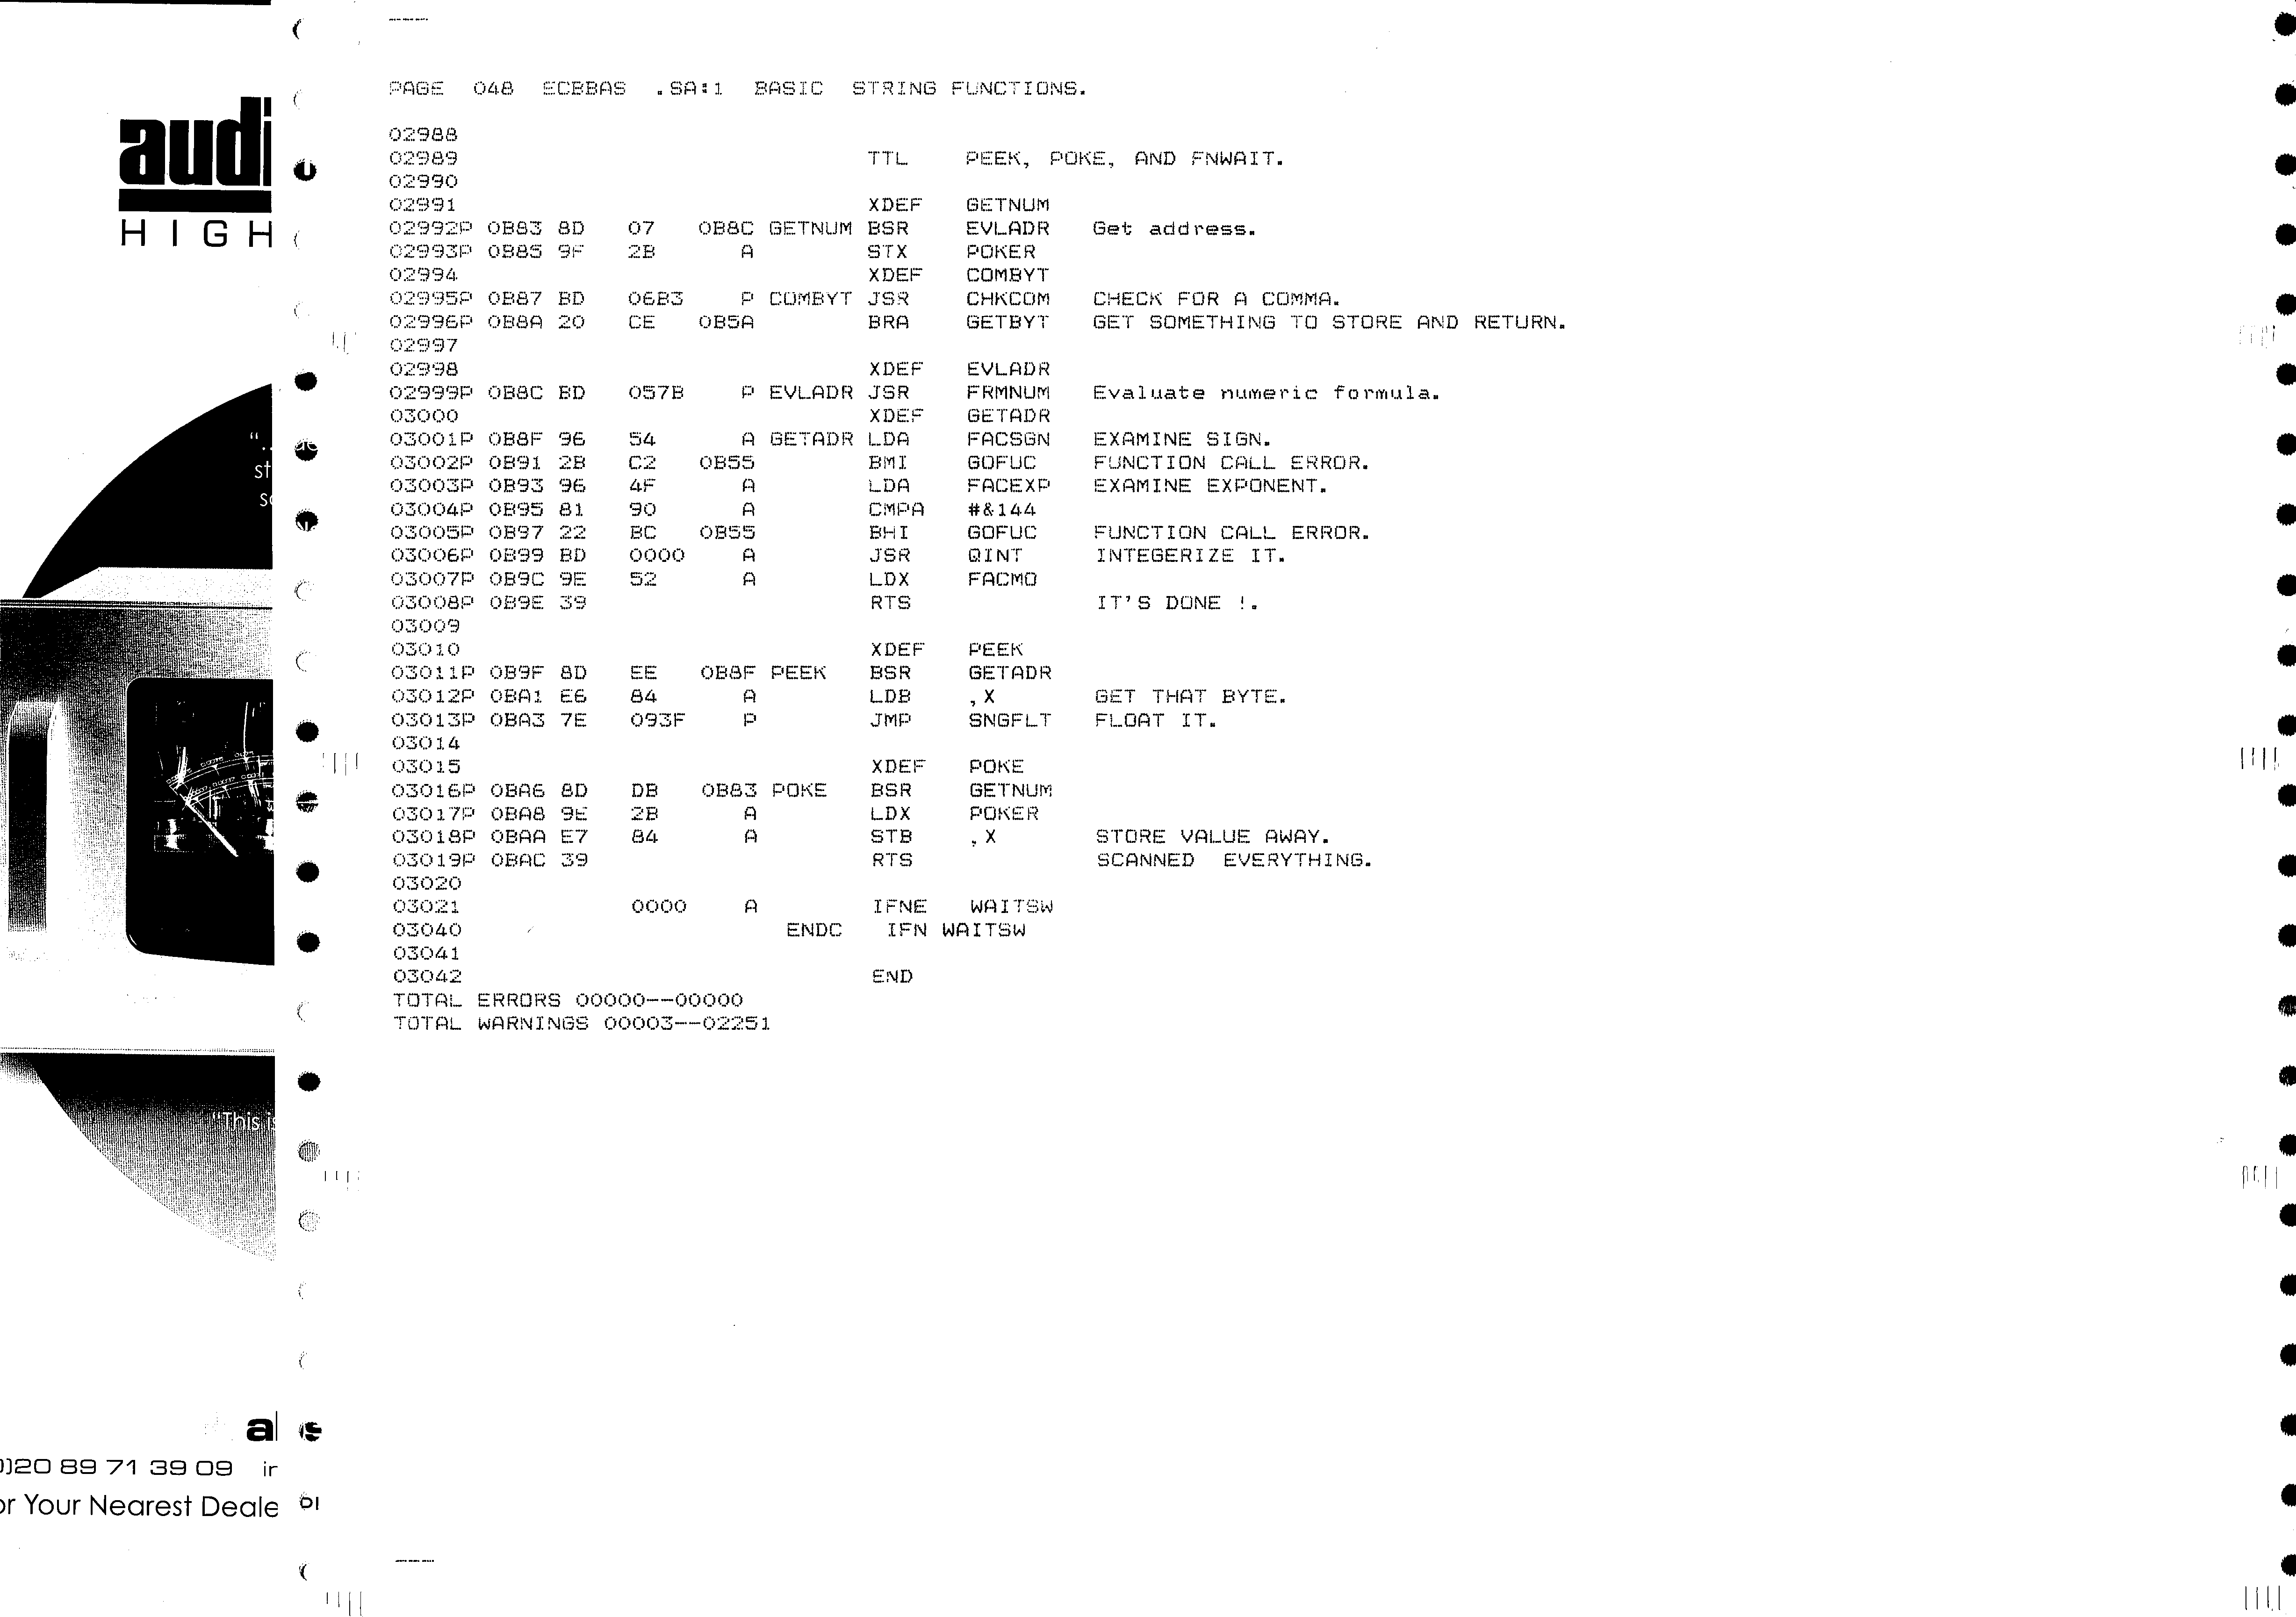 audi
HIGH
"..
st
so
"This is
al
0)20 89 71 39 09 in
or Your Nearest Deale
PAGE 048 ECBBAS .SA:1 BASIC STRING FUNCTIONS.
02988
02989 TTL PEEK, POKE, AND FNWAIT.
02990
02991 XDEF GETNUM
02992P 0B83 8D 07 0B8C GETNUM BSR EVLADR Get address.
02993P 0B85 9F 2B A STX POKER
02994 XDEF COMBYT
02995P 0B87 BD 06B3 P COMBYT JSR CHKCOM CHECK FOR A COMMA.
02996P 0B8A 20 CE 0B5A BRA GETBYT GET SOMETHING TO STORE AND RETURN.
02997
02998 XDEF EVLADR
02999P 0B8C BD 057B P EVLADR JSR FRMNUM Evaluate numeric formula.
03000 XDEF GETADR
03001P 0B8F 96 54 A GETADR LDA FACSGN EXAMINE SIGN.
03002P 0B91 2B C2 0B55 BMI GOFUC FUNCTION CALL ERROR.
03003P 0B93 96 4F A LDA FACEXP EXAMINE EXPONENT.
03004P 0B95 81 90 A CMPA #&144
03005P 0B97 22 BC 0B55 BHI GOFUC FUNCTION CALL ERROR.
03006P 0B99 BD 0000 A JSR QINT INTEGERIZE IT.
03007P 0B9C 9E 52 A LDX FACMO
03008P 0B9E 39 RTS IT'S DONE !.
03009
03010 XDEF PEEK
03011P 0B9F 8D EE 0B8F PEEK BSR GETADR
03012P 0BA1 E6 84 A LDB ,X GET THAT BYTE.
03013P 0BA3 7E 093F P JMP SNGFLT FLOAT IT.
03014
03015 XDEF POKE
03016P 0BA6 8D DB 0B83 POKE BSR GETNUM
03017P 0BA8 9E 2B A LDX POKER
03018P 0BAA E7 84 A STB ,X STORE VALUE AWAY.
03019P 0BAC 39 RTS SCANNED EVERYTHING.
03020
03021 0000 A IFNE WAITSW
03040 ENDC IFN WAITSW
03041
03042 END
TOTAL ERRORS 00000--00000
TOTAL WARNINGS 00003--02251